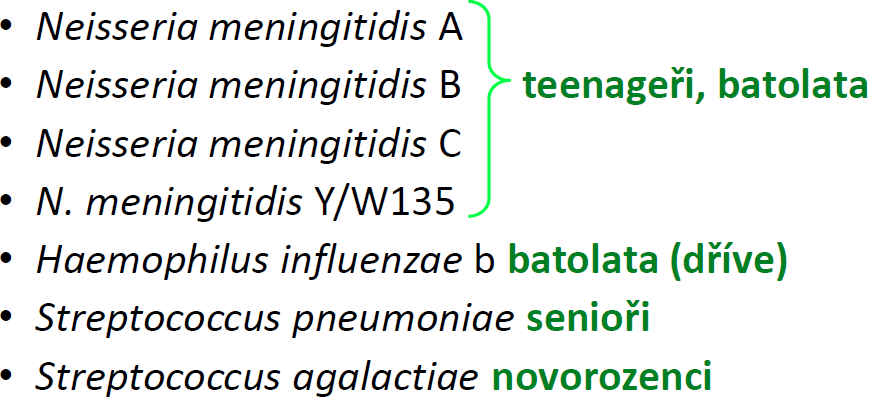 • Neisseria meningitidis A
• Neisseria meningitidis B teenageři, batolata
• Neisseria meningitidis C
• N. meningitidis Y/W135
• Haemophilus influenzae b batolata (dříve)
• Streptococcus pneumoniae senioři
• Streptococcus agalactiae novorozenci